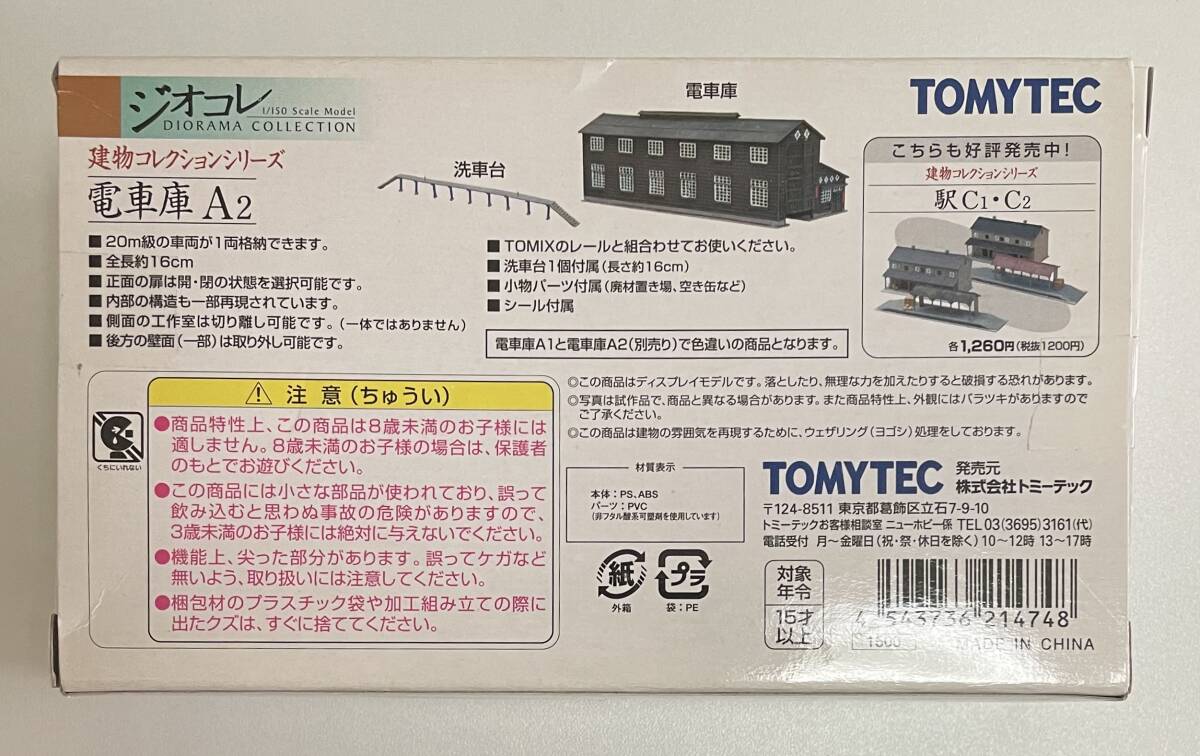 ジオコレ
1/150 Scale Model
DIORAMA COLLECTION
建物コレクションシリーズ
電車庫 A2
■20m級の車両が1両格納できます。
■全長約16cm
■正面の扉は開・閉の状態を選択可能です。
■内部の構造も一部再現されています。
■側面の工作室は切り離し可能です。(一体ではありません)
■後方の壁面(一部)は取り外し可能です。
洗車台
電車庫
■TOMIXのレールと組合わせてお使いください。
■洗車台1個付属(長さ約16cm)
■小物パーツ付属(廃材置き場、空き缶など)
■シール付属
電車庫A1と電車庫A2(別売り)で色違いの商品となります。
TOMYTEC
こちらも好評発売中!
建物コレクションシリーズ
駅C1・C2
各1,260円(税抜1200円)
くちにいれない
注意(ちゅうい)
●商品特性上、この商品は8歳未満のお子様には
適しません。8歳未満のお子様の場合は、保護者
のもとでお遊びください。
●この商品には小さな部品が使われており、誤って
飲み込むと思わぬ事故の危険がありますので、
3歳未満のお子様には絶対に与えないでください。
●機能上、尖った部分があります。誤ってケガなど
無いよう、取り扱いには注意してください。
●梱包材のプラスチック袋や加工組み立ての際に
出たクズは、すぐに捨ててください。
◎この商品はディスプレイモデルです。落としたり、無理な力を加えたりすると破損する恐れがあります。
◎写真は試作品で、商品と異なる場合があります。また商品特性上、外観にはバラツキがありますので
ご了承ください。
◎この商品は建物の雰囲気を再現するために、ウェザリング(ヨゴシ)処理をしております。
材質表示
本体:PS、ABS
パーツ:PVC
(非フタル酸系可塑剤を使用しています)
紙
外箱
プラ
袋:PE
TOMYTEC
発売元
株式会社トミーテック
〒124-8511 東京都葛飾区立石7-9-10
トミーテックお客様相談室 ニューホビー係 TEL 03(3695)3161(代)
電話受付 月〜金曜日(祝・祭・休日を除く)10〜12時 13〜17時
対象
年令
15才
以上
4 543736 214748
1500
MADE IN CHINA